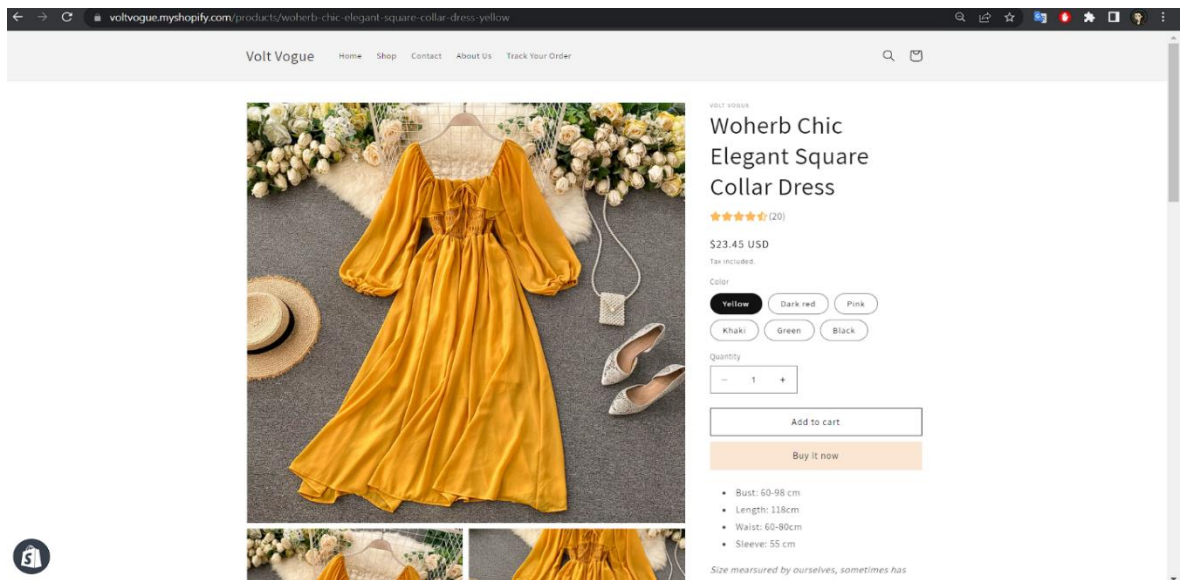 voltvogue.myshopify.com/products/woherb-chic-elegant-square-collar-dress-yellow
Volt Vogue Home Shop Contact About Us Track Your Order
VOLT VOGUE
Woherb Chic
Elegant Square
Collar Dress
(20)
$23.45 USD
Tax included.
Color
Yellow Dark red Pink
Khaki Green Black
Quantity
− 1 +
Add to cart
Buy it now
• Bust: 60-98 cm
• Length: 118cm
• Waist: 60-80cm
• Sleeve: 55 cm
Size mearsured by ourselves, sometimes has